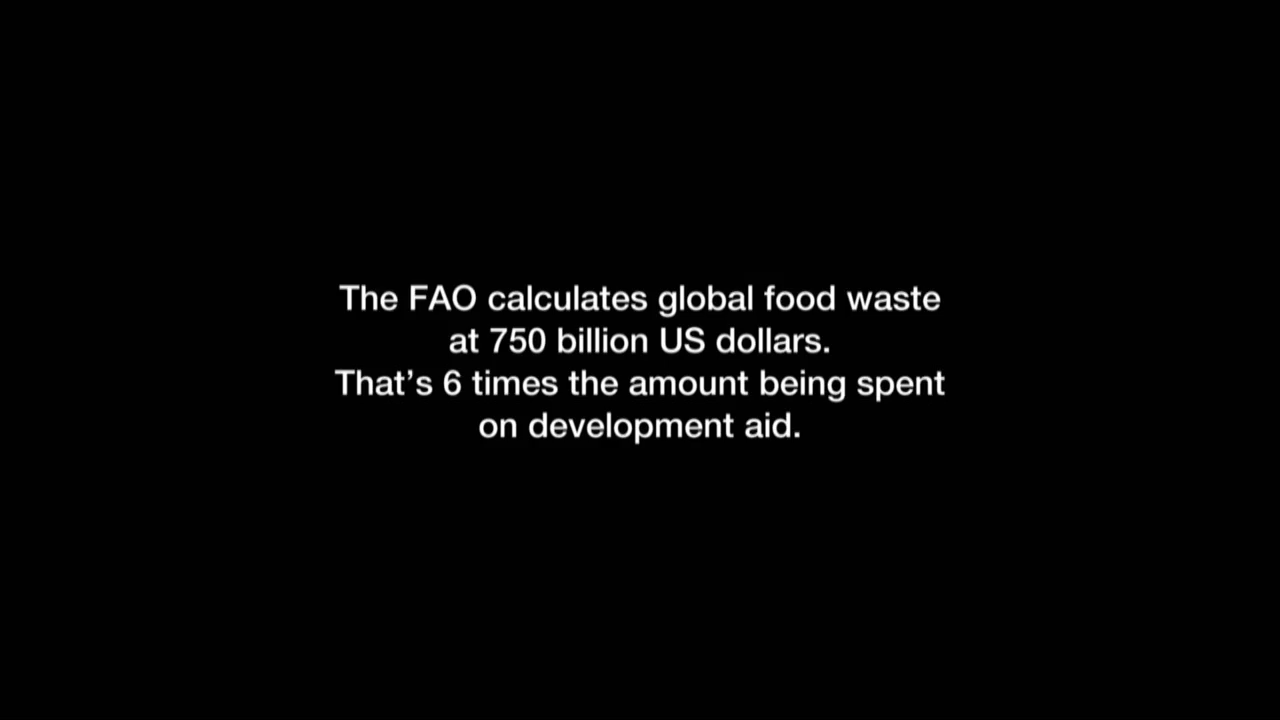 The FAO calculates global food waste
at 750 billion US dollars.
That’s 6 times the amount being spent
on development aid.